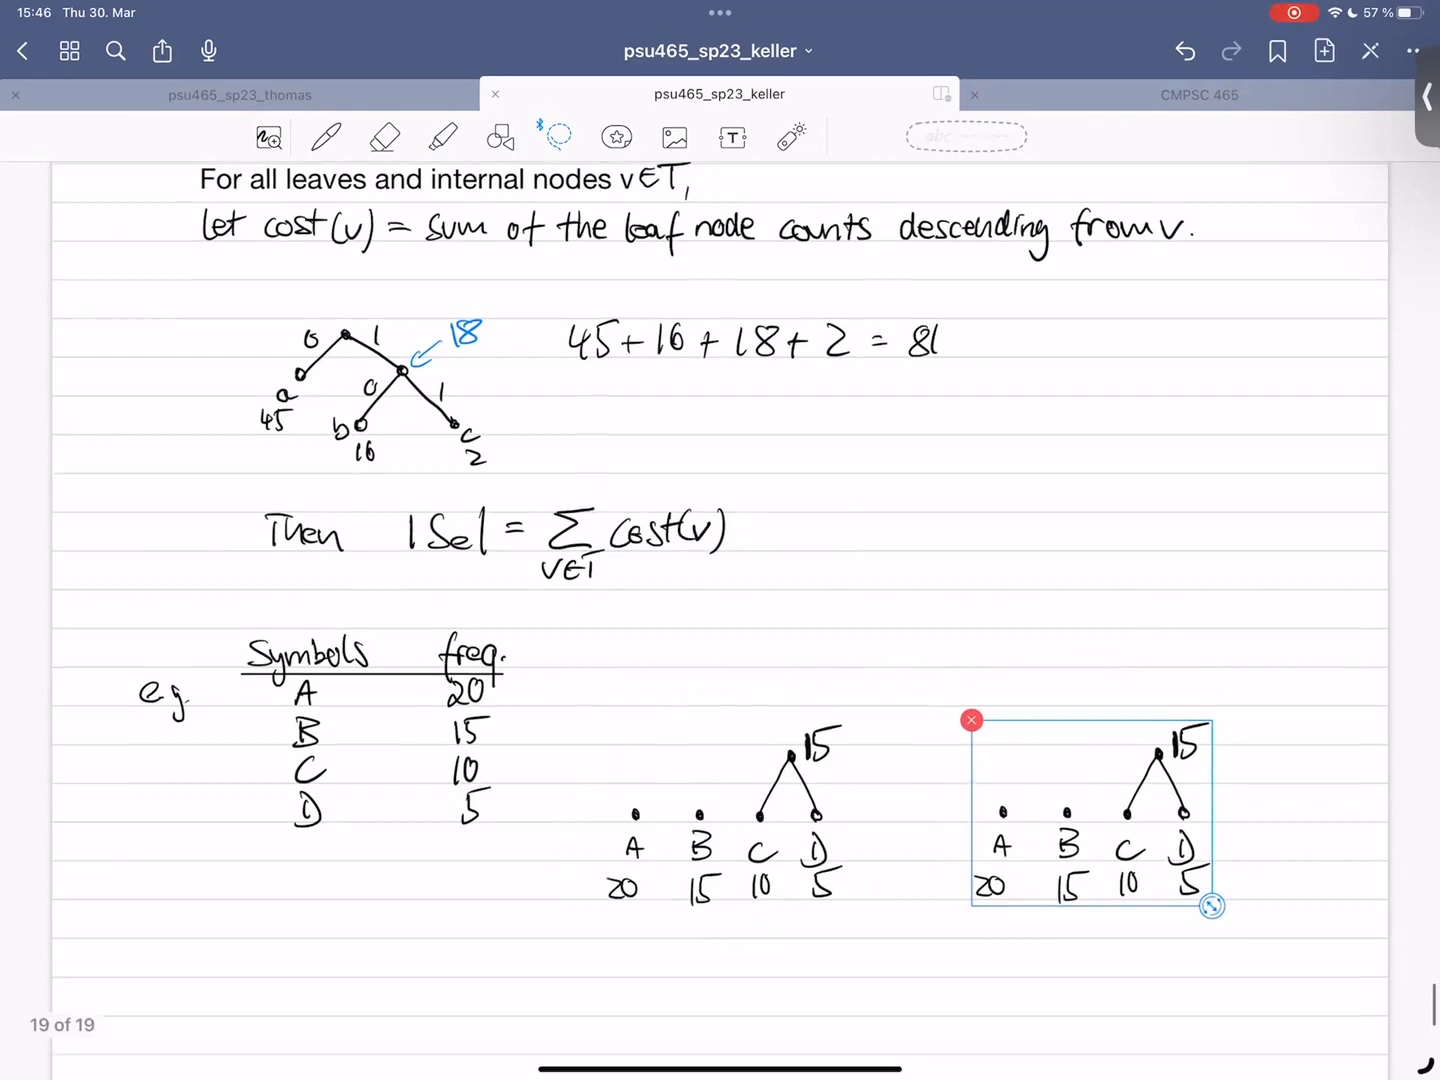 15:46 Thu 30. Mar
57 %
psu465_sp23_keller
psu465_sp23_thomas
psu465_sp23_keller
CMPSC 465
T
abc
For all leaves and internal nodes v∈T,
let cost(v) = sum of the leaf node counts descending from v.
0 1 18
45 + 16 + 18 + 2 = 81
a 0 1
45 b c
16 2
Then |Se| = Σ cost(v)
v∈T
Symbols freq.
e.g. A 20
B 15
C 10
D 5
15 15
A B C D A B C D
20 15 10 5 20 15 10 5
19 of 19